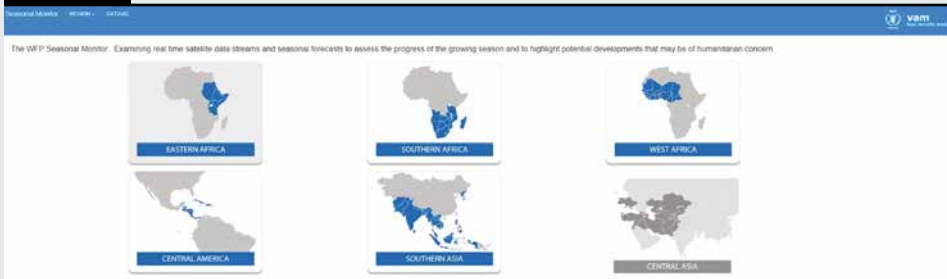 Seasonal Monitor REGION DATAVIZ
vam
The WFP Seasonal Monitor: Examining real time satellite data streams and seasonal forecasts to assess the progress of the growing season and to highlight potential developments that may be of humanitarian concern
EASTERN AFRICA
SOUTHERN AFRICA
WEST AFRICA
CENTRAL AMERICA
SOUTHERN ASIA
CENTRAL ASIA